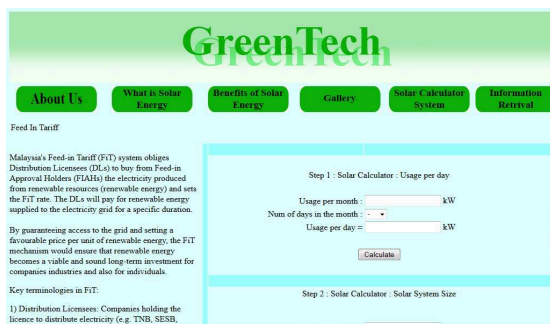 GreenTech
About Us
What is Solar
Energy
Benefits of Solar
Energy
Gallery
Solar Calculator
System
Information
Retrival
Feed In Tariff
Malaysia's Feed-in Tariff (FiT) system obliges
Distribution Licensees (DLs) to buy from Feed-in
Approval Holders (FIAHs) the electricity produced
from renewable resources (renewable energy) and sets
the FiT rate. The DLs will pay for renewable energy
supplied to the electricity grid for a specific duration.
By guaranteeing access to the grid and setting a
favourable price per unit of renewable energy, the FiT
mechanism would ensure that renewable energy
becomes a viable and sound long-term investment for
companies industries and also for individuals.
Key terminologies in FiT:
1) Distribution Licensees: Companies holding the
licence to distribute electricity (e.g. TNB, SESB,
Step 1 : Solar Calculator : Usage per day
Usage per month : kW
Num of days in the month : -
Usage per day = kW
Calculate
Step 2 : Solar Calculator : Solar System Size